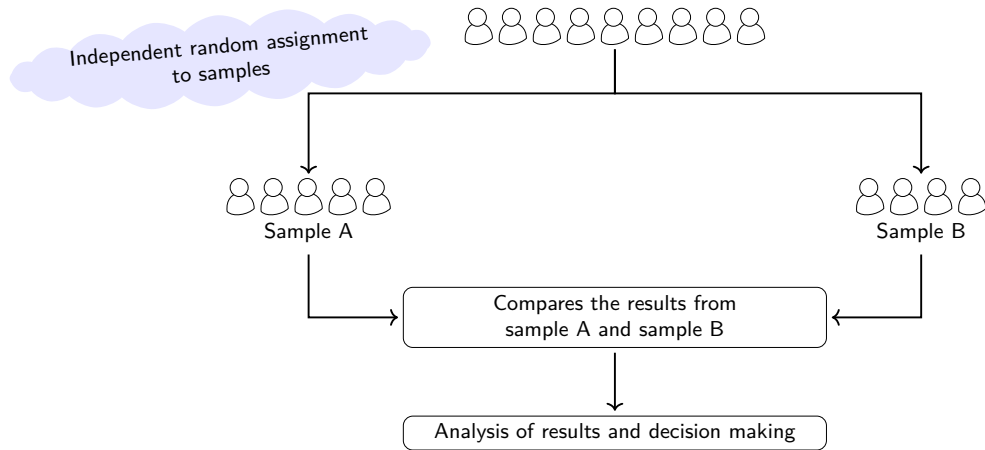 Independent random assignment
to samples
Sample A
Sample B
Compares the results from
sample A and sample B
Analysis of results and decision making